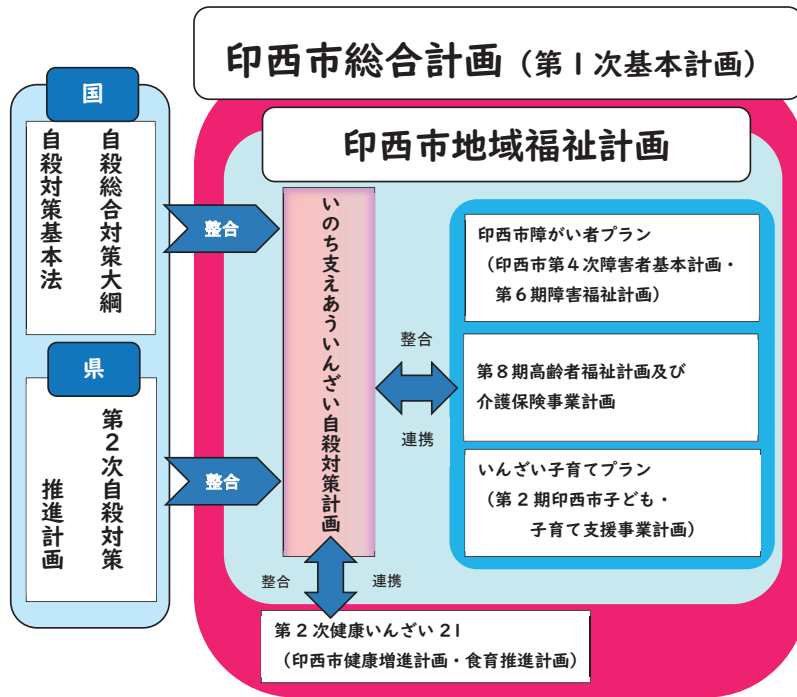 印西市総合計画（第1次基本計画）
国
自殺総合対策大綱
自殺対策基本法
県
第2次自殺対策
推進計画
整合
整合
印西市地域福祉計画
いのち支えあういんざい自殺対策計画
整合
連携
印西市障がい者プラン
（印西市第4次障害者基本計画・
第6期障害福祉計画）
第8期高齢者福祉計画及び
介護保険事業計画
いんざい子育てプラン
（第2期印西市子ども・
子育て支援事業計画）
整合
連携
第2次健康いんざい21
（印西市健康増進計画・食育推進計画）